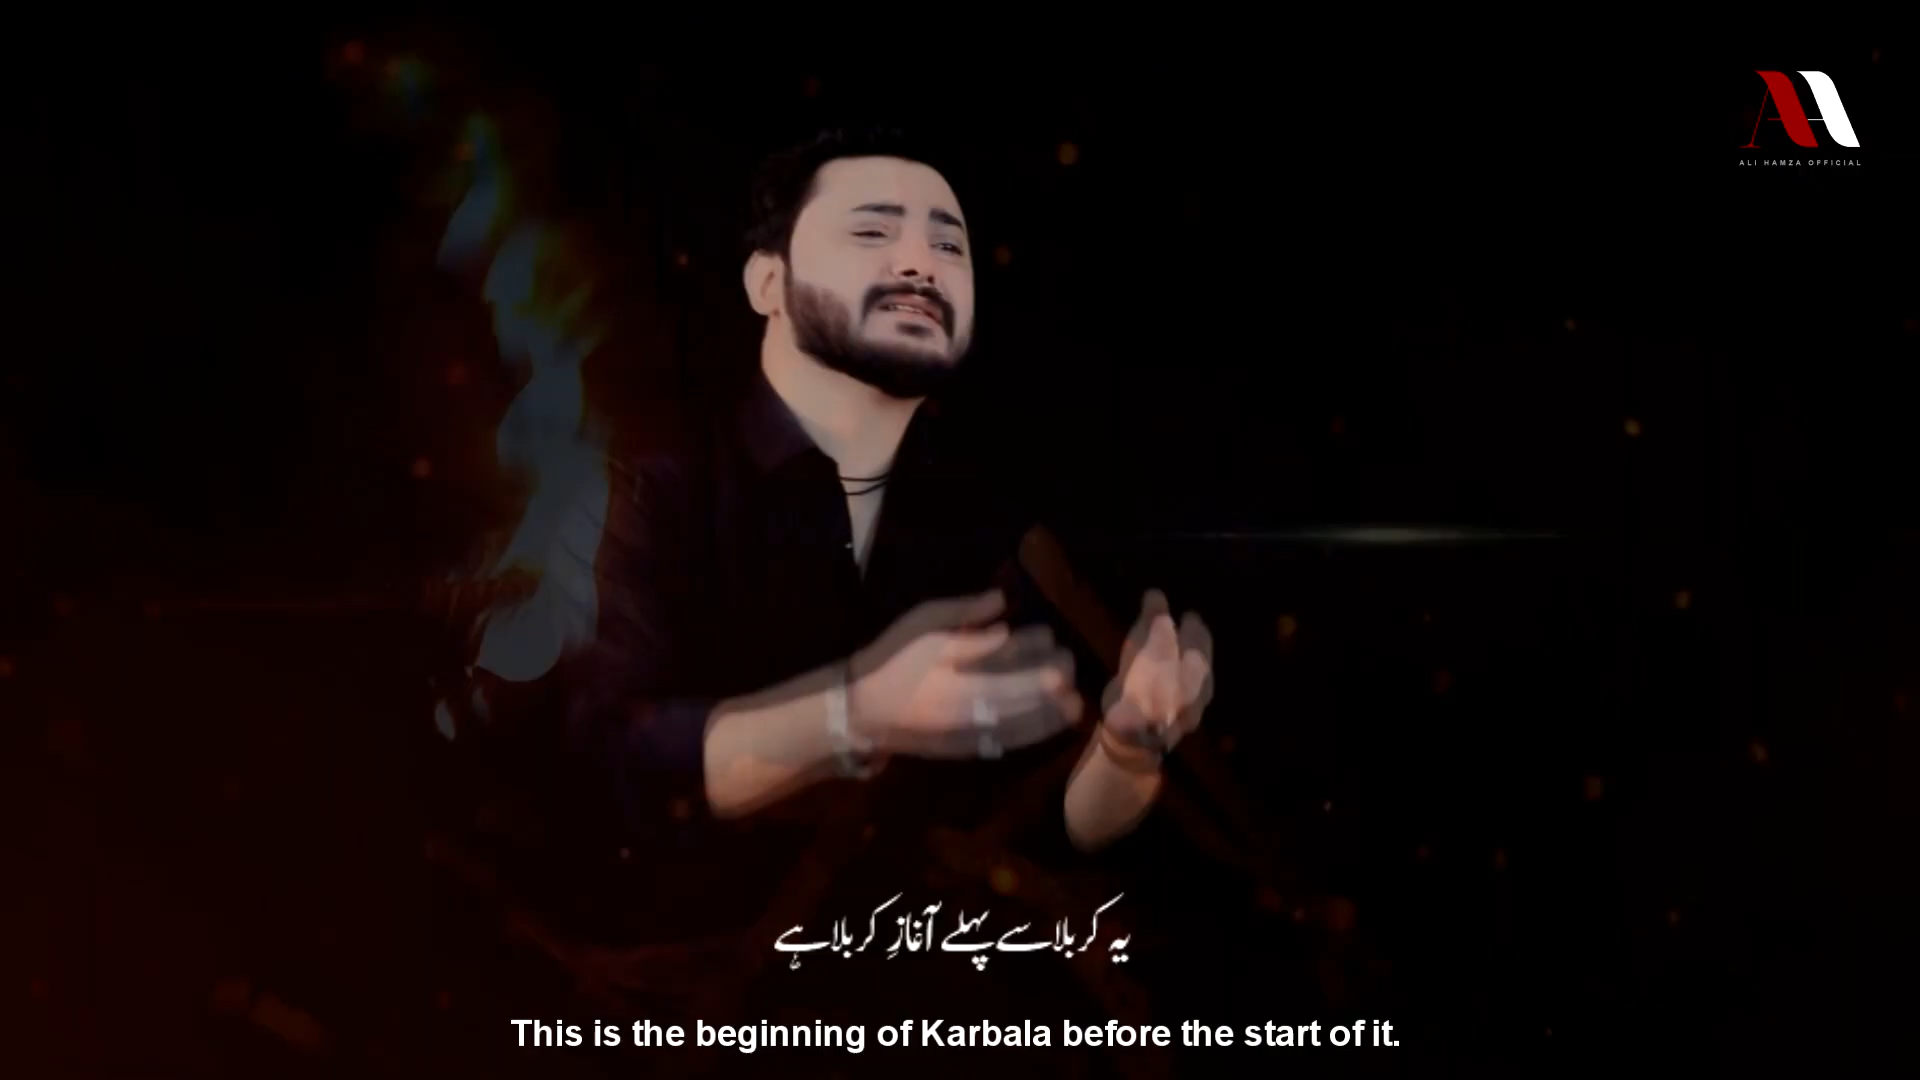 ALI HAMZA OFFICIAL
یہ کربلا سے پہلے آغازِ کربلا ہے
This is the beginning of Karbala before the start of it.